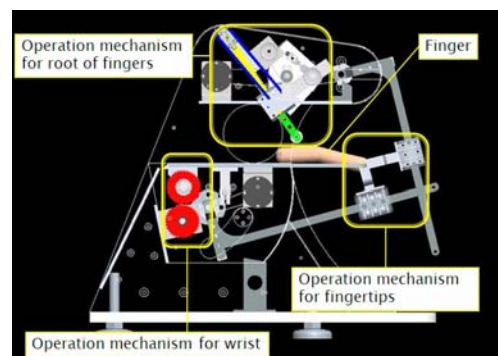 Operation mechanism
for root of fingers
Finger
Operation mechanism
for fingertips
Operation mechanism for wrist